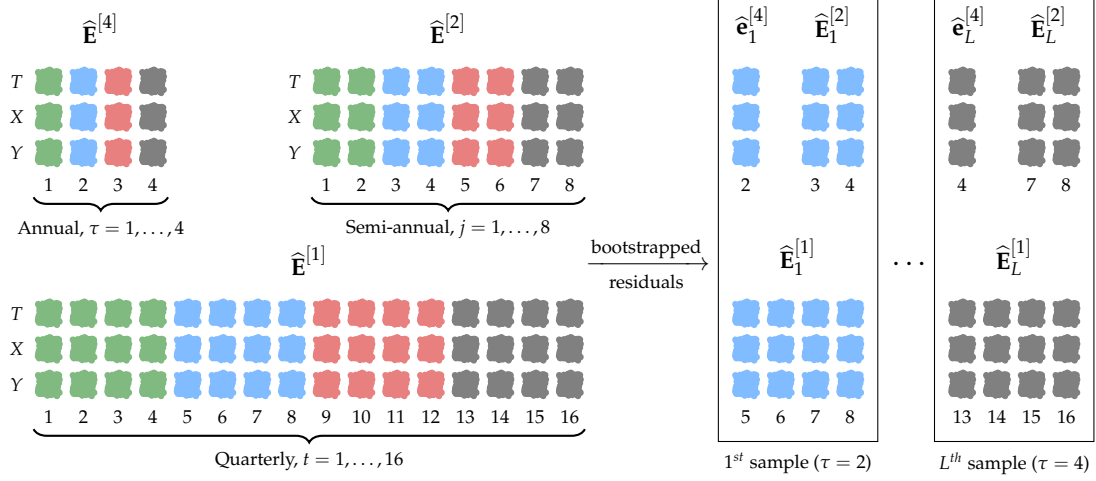 Ê^[4]
T
X
Y
1 2 3 4
Annual, τ = 1, . . . , 4
Ê^[2]
T
X
Y
1 2 3 4 5 6 7 8
Semi-annual, j = 1, . . . , 8
Ê^[1]
T
X
Y
1 2 3 4 5 6 7 8 9 10 11 12 13 14 15 16
Quarterly, t = 1, . . . , 16
bootstrapped
residuals
ê_1^[4] Ê_1^[2]
2 3 4
Ê_1^[1]
5 6 7 8
1^st sample (τ = 2)
· · ·
ê_L^[4] Ê_L^[2]
4 7 8
Ê_L^[1]
13 14 15 16
L^th sample (τ = 4)